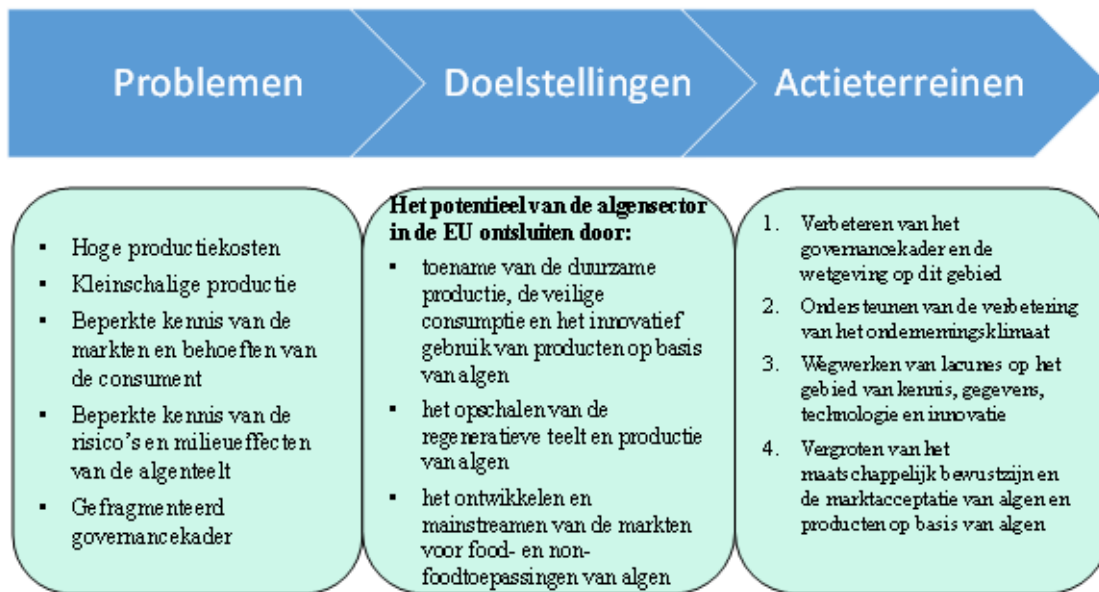 Problemen
Doelstellingen
Actieterreinen
▪ Hoge productiekosten
▪ Kleinschalige productie
▪ Beperkte kennis van de
markten en behoeften van
de consument
▪ Beperkte kennis van de
risico's en milieueffecten
van de algenteelt
▪ Gefragmenteerd
governancekader
Het potentieel van de algensector
in de EU ontsluiten door:
▪ toename van de duurzame
productie, de veilige
consumptie en het innovatief
gebruik van producten op basis
van algen
▪ het opschalen van de
regeneratieve teelt en productie
van algen
▪ het ontwikkelen en
mainstreamen van de markten
voor food- en non-
foodtoepassingen van algen
1. Verbeteren van het
governancekader en de
wetgeving op dit gebied
2. Ondersteunen van de verbetering
van het ondernemingsklimaat
3. Wegwerken van lacunes op het
gebied van kennis, gegevens,
technologie en innovatie
4. Vergroten van het
maatschappelijk bewustzijn en
de marktacceptatie van algen en
producten op basis van algen